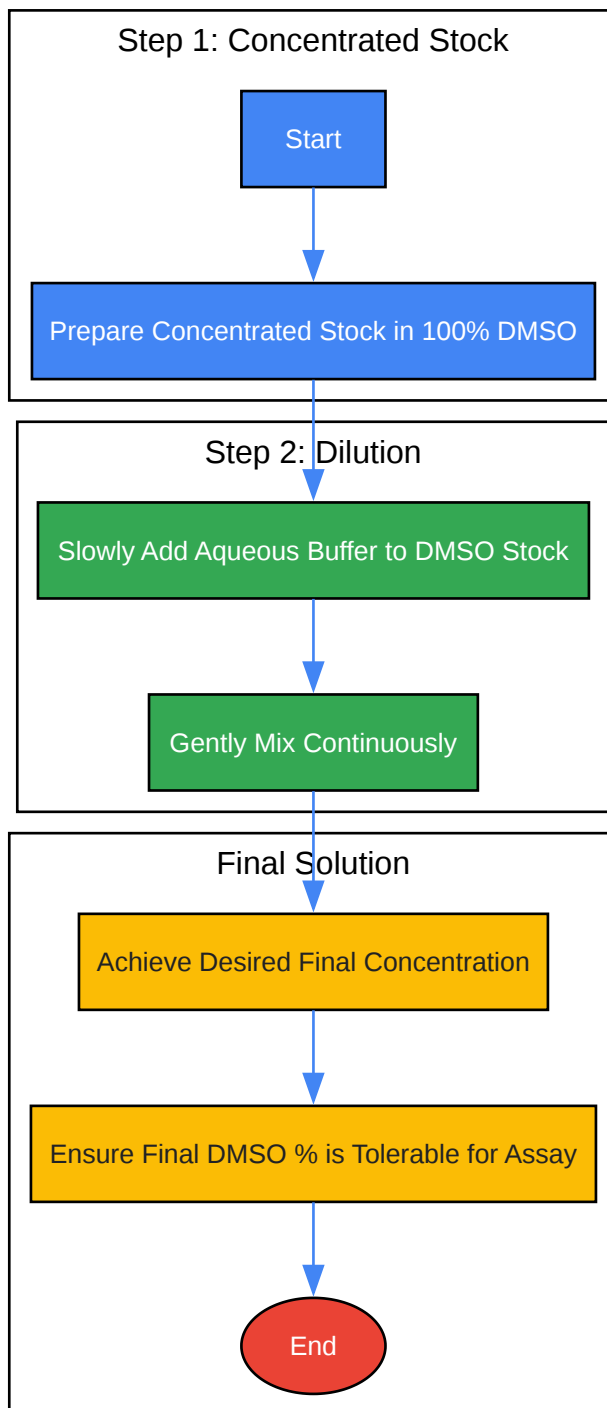 Step 1: Concentrated Stock
Start
Prepare Concentrated Stock in 100% DMSO
Step 2: Dilution
Slowly Add Aqueous Buffer to DMSO Stock
Gently Mix Continuously
Final Solution
Achieve Desired Final Concentration
Ensure Final DMSO % is Tolerable for Assay
End